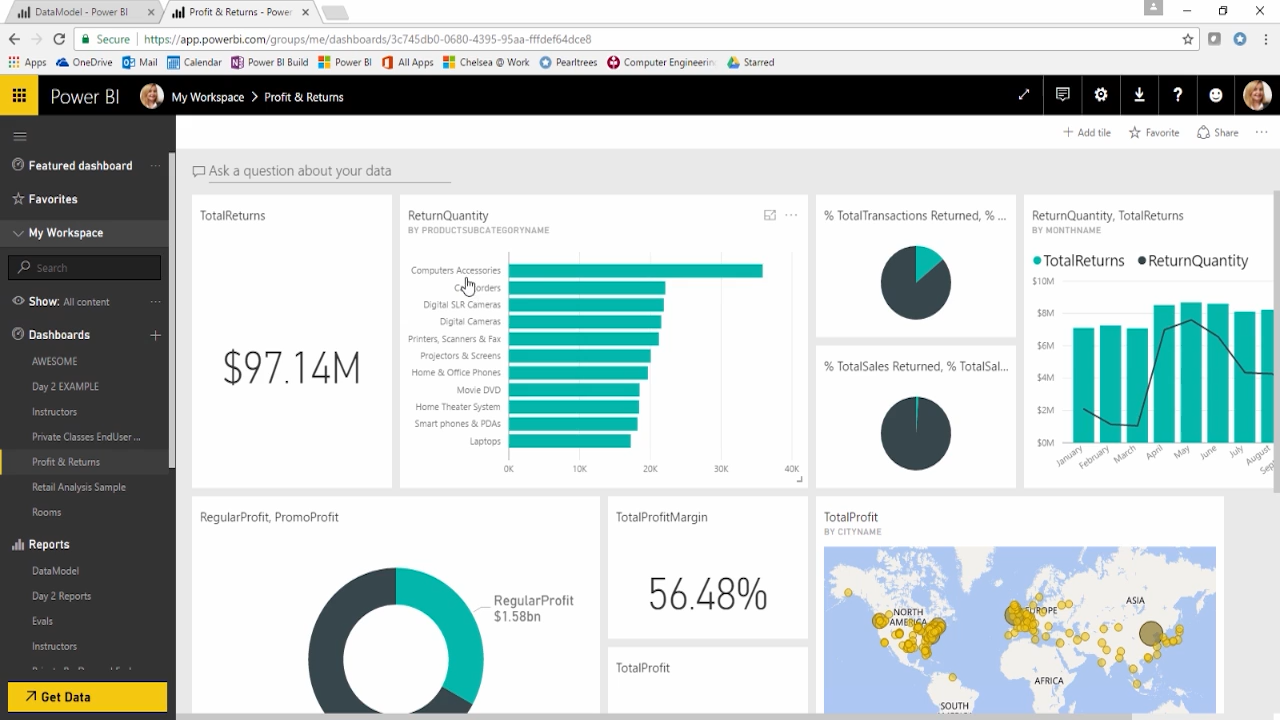 DataModel - Power BI
Profit & Returns - Power
Secure
https://app.powerbi.com/groups/me/dashboards/3c745db0-0680-4395-95aa-fffdef64dce8
Apps
OneDrive
Mail
Calendar
Power BI Build
Power BI
All Apps
Chelsea @ Work
Pearltrees
Computer Engineering
Starred
Power BI
My Workspace > Profit & Returns
Add tile
Favorite
Share
Featured dashboard
Favorites
My Workspace
Search
Show: All content
Dashboards
AWESOME
Day 2 EXAMPLE
Instructors
Private Classes EndUser ...
Profit & Returns
Retail Analysis Sample
Rooms
Reports
DataModel
Day 2 Reports
Evals
Instructors
Get Data
Ask a question about your data
TotalReturns
$97.14M
ReturnQuantity
BY PRODUCTSUBCATEGORYNAME
Computers Accessories
Digital SLR Cameras
Digital Cameras
Printers, Scanners & Fax
Projectors & Screens
Home & Office Phones
Movie DVD
Home Theater System
Smart phones & PDAs
Laptops
0K
10K
20K
30K
40K
% TotalTransactions Returned, % ...
% TotalSales Returned, % TotalSal...
ReturnQuantity, TotalReturns
BY MONTHNAME
TotalReturns
ReturnQuantity
$10M
$8M
$6M
$4M
$2M
$0M
January
February
March
April
May
June
July
August
Sep
RegularProfit, PromoProfit
RegularProfit
$1.58bn
TotalProfitMargin
56.48%
TotalProfit
TotalProfit
BY CITYNAME
NORTH
AMERICA
EUROPE
ASIA
AFRICA
SOUTH